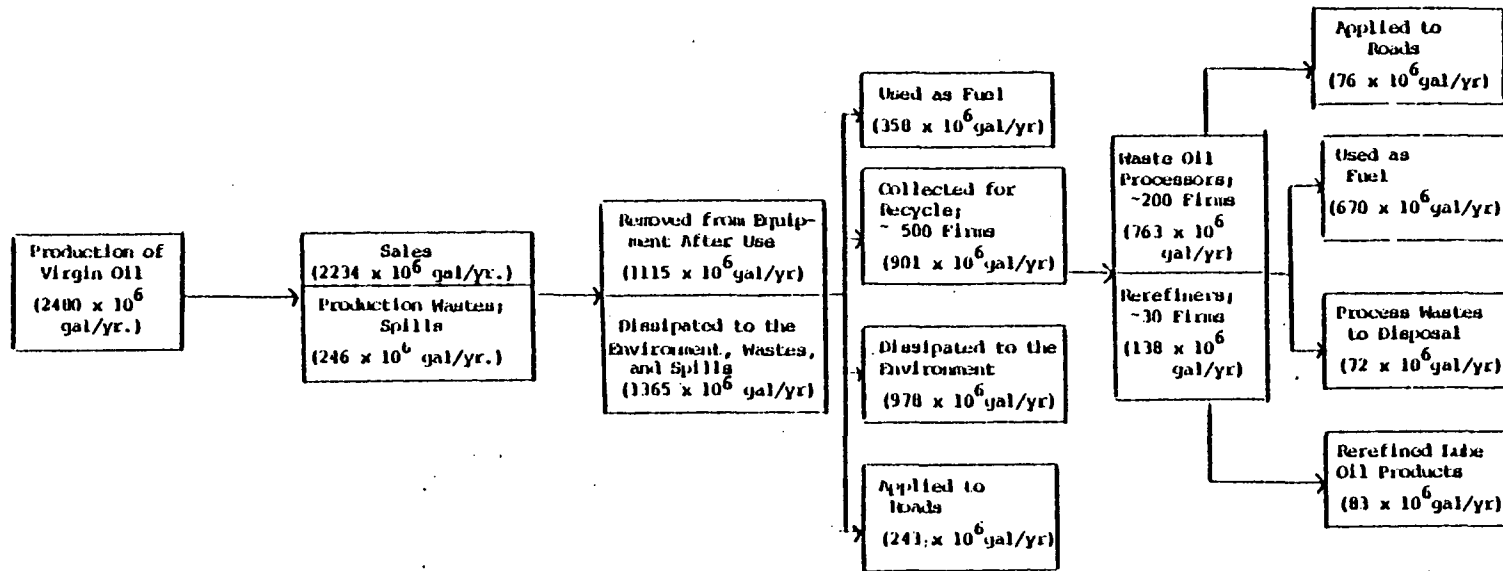 Production of
Virgin Oil
(2480 x 10^6
gal/yr.)
Sales
(2234 x 10^6 gal/yr.)
Production Wastes;
Spills
(246 x 10^6 gal/yr.)
Removed from Equip-
ment After Use
(1115 x 10^6 gal/yr)
Dissipated to the
Environment, Wastes,
and Spills
(1365 x 10^6 gal/yr)
Used as Fuel
(358 x 10^6 gal/yr)
Collected for
Recycle;
~ 500 Firms
(901 x 10^6 gal/yr)
Dissipated to the
Environment
(978 x 10^6 gal/yr)
Applied to
Roads
(243 x 10^6 gal/yr)
Waste Oil
Processors;
~200 Firms
(763 x 10^6
gal/yr)
Rerefiners;
~30 Firms
(138 x 10^6
gal/yr)
Applied to
Roads
(76 x 10^6 gal/yr)
Used as
Fuel
(670 x 10^6 gal/yr)
Process Wastes
to Disposal
(72 x 10^6 gal/yr)
Rerefined Lube
Oil Products
(83 x 10^6 gal/yr)